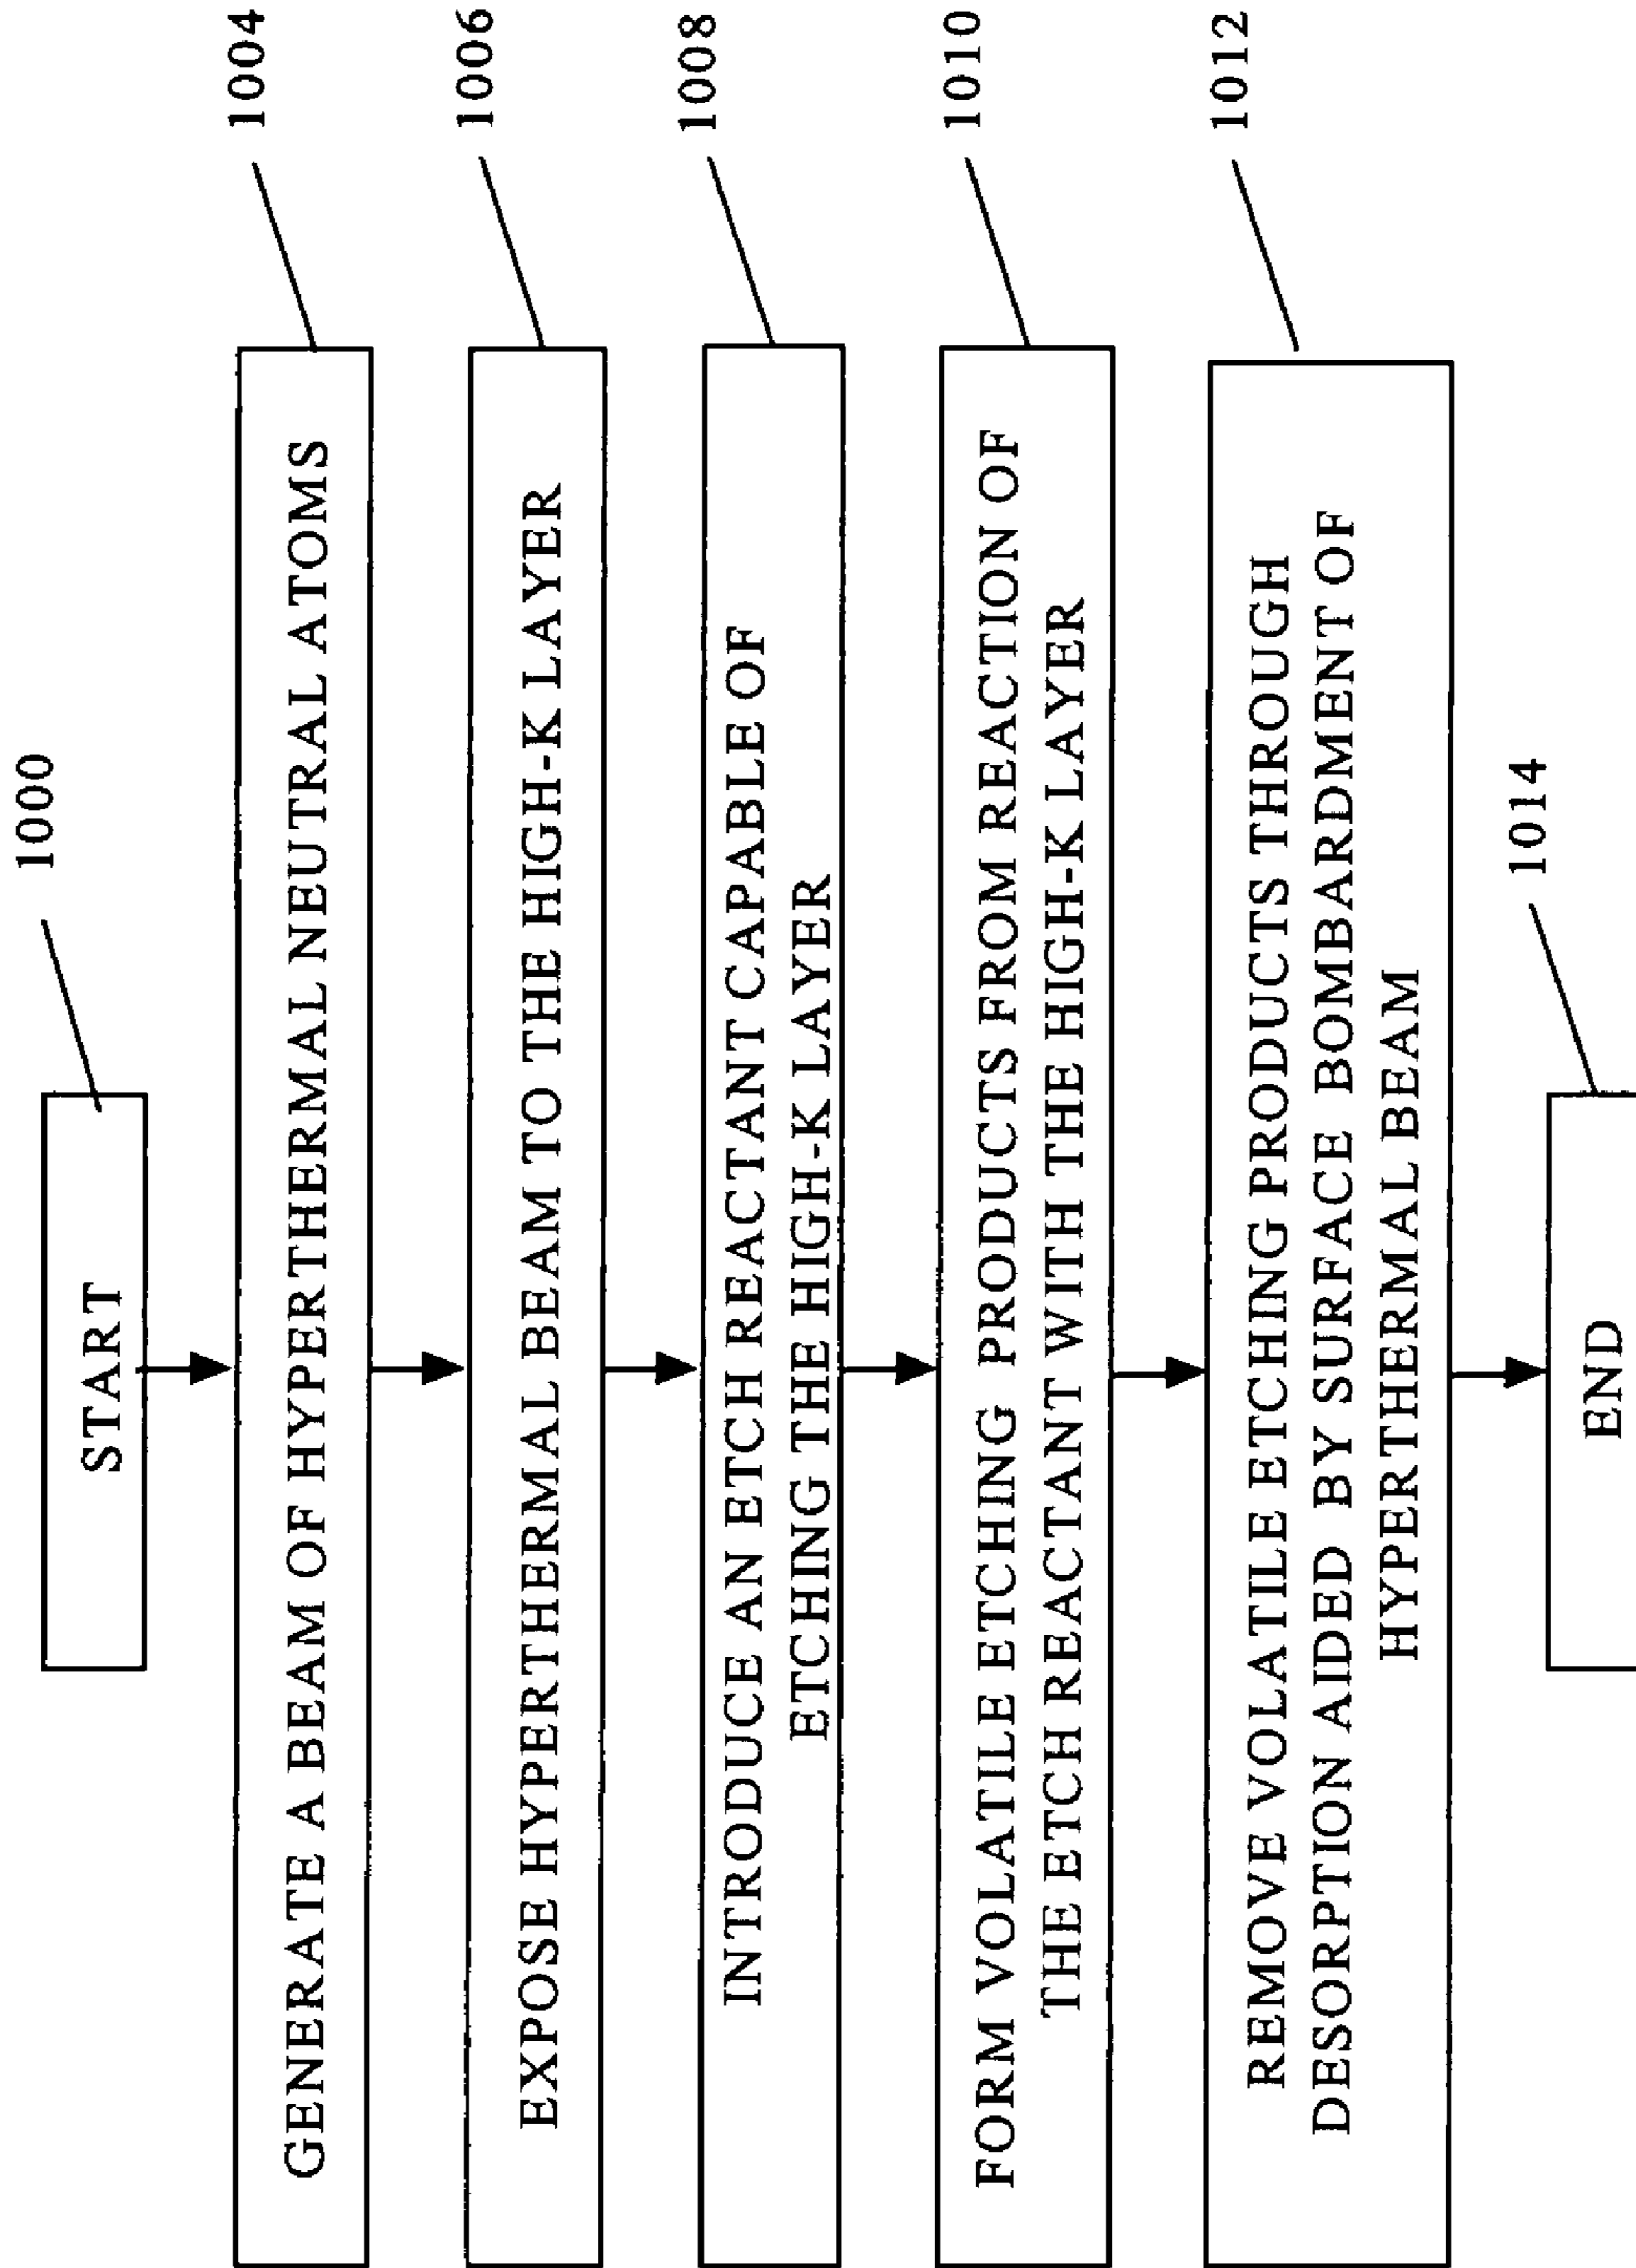 1000
START
1004
GENERATE A BEAM OF HYPERTHERMAL NEUTRAL ATOMS
1006
EXPOSE HYPERTHERMAL BEAM TO THE HIGH-K LAYER
1008
INTRODUCE AN ETCH REACTANT CAPABLE OF
ETCHING THE HIGH-K LAYER
1010
FORM VOLATILE ETCHING PRODUCTS FROM REACTION OF
THE ETCH REACTANT WITH THE HIGH-K LAYER
1012
REMOVE VOLATILE ETCHING PRODUCTS THROUGH
DESORPTION AIDED BY SURFACE BOMBARDMENT OF
HYPERTHERMAL BEAM
1014
END